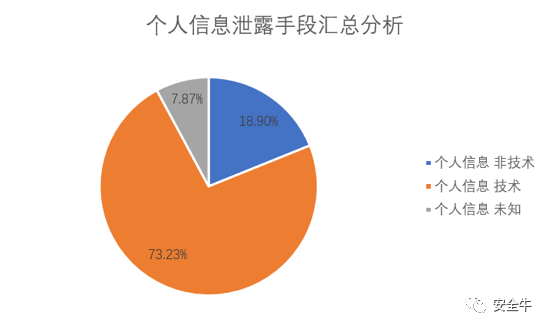 个人信息泄露手段汇总分析
7.87%
18.90%
73.23%
个人信息 非技术
个人信息 技术
个人信息 未知
安全牛